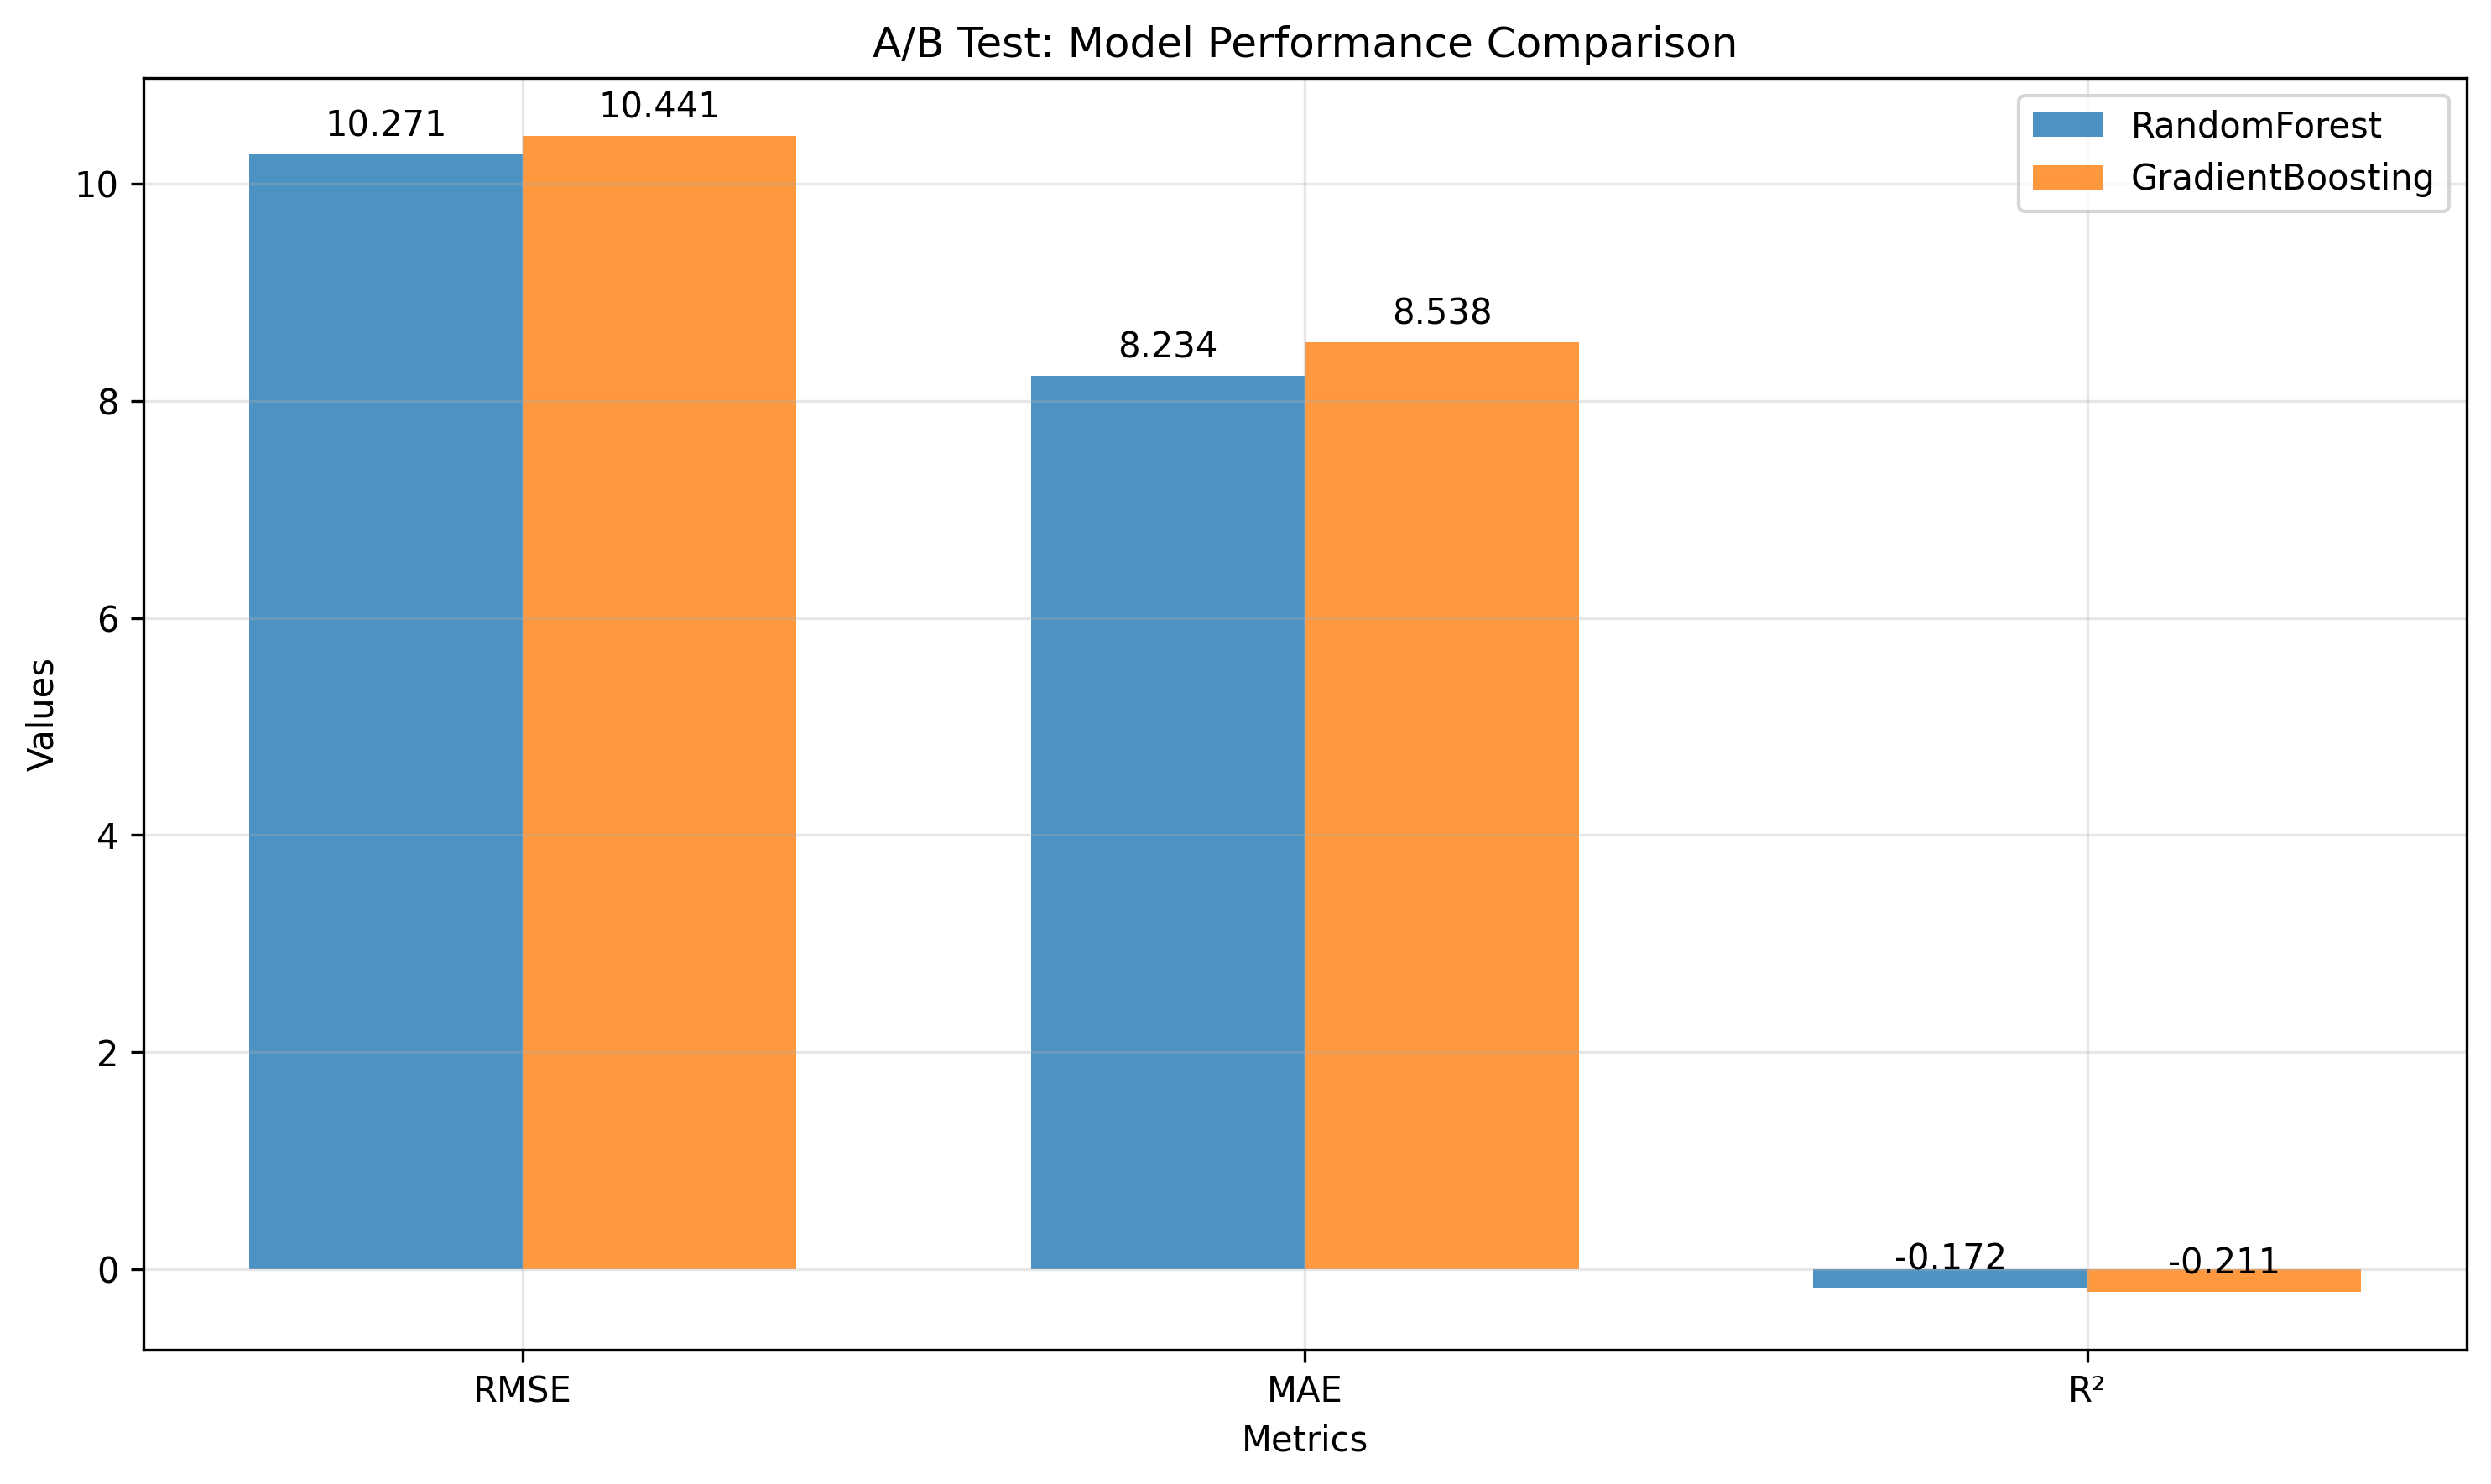 A/B Test: Model Performance Comparison
10.271
10.441
8.234
8.538
-0.172
-0.211
RandomForest
GradientBoosting
Values
10
8
6
4
2
0
RMSE
MAE
R²
Metrics